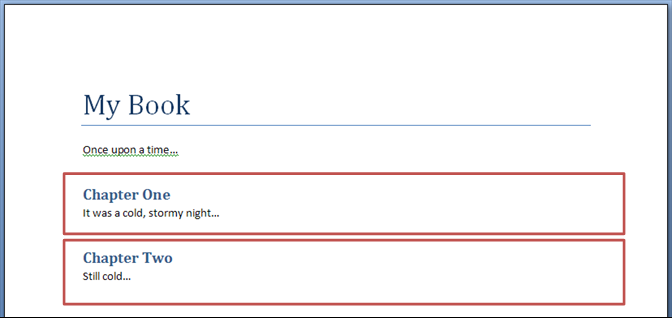 My Book
Once upon a time...
Chapter One
It was a cold, stormy night...
Chapter Two
Still cold...